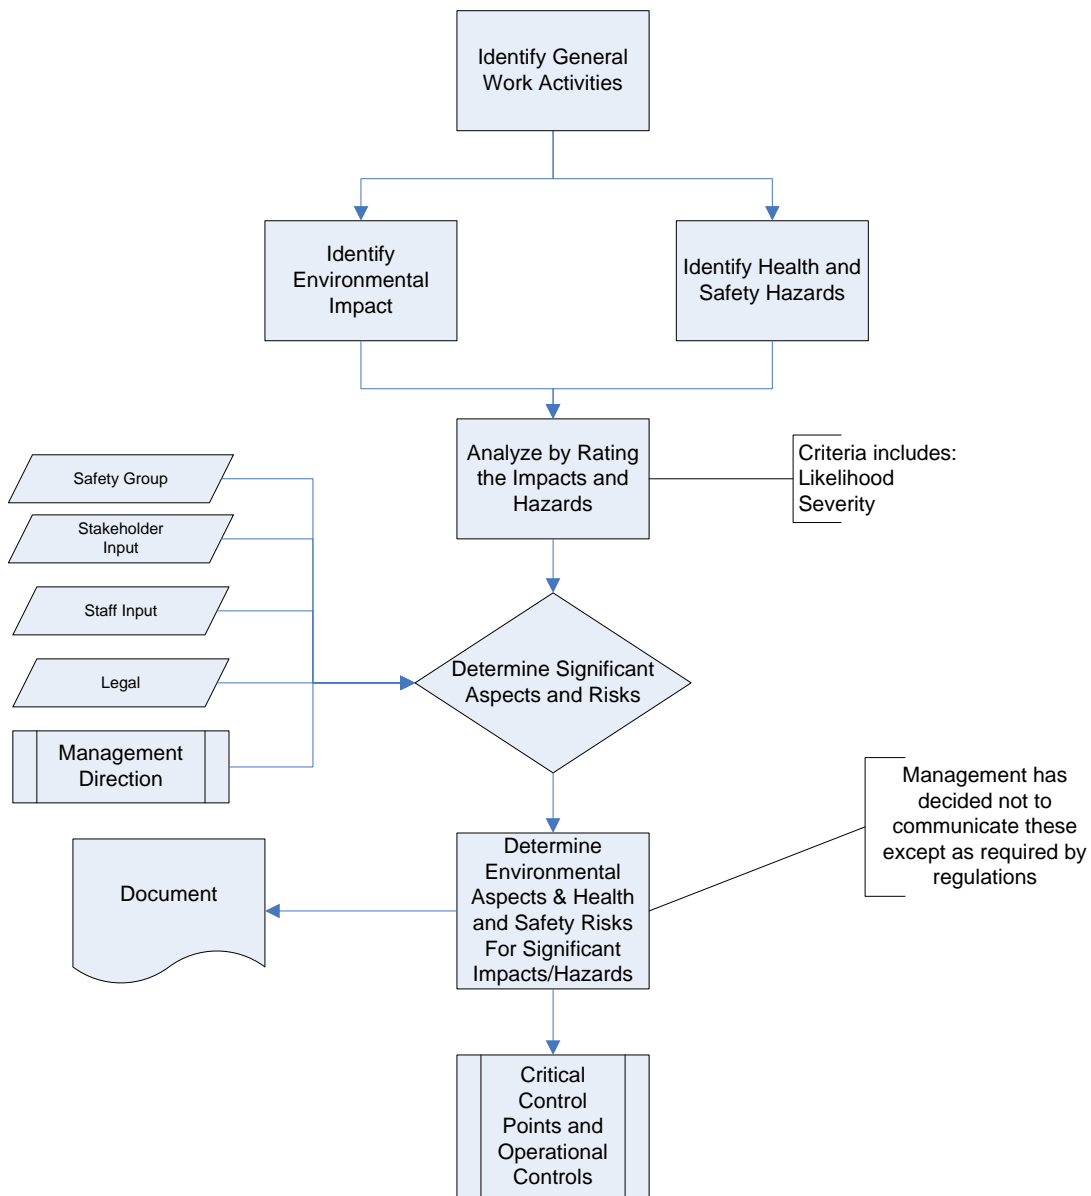 Identify General
Work Activities
Identify
Environmental
Impact
Identify Health and
Safety Hazards
Analyze by Rating
the Impacts and
Hazards
Criteria includes:
Likelihood
Severity
Safety Group
Stakeholder
Input
Staff Input
Legal
Management
Direction
Determine Significant
Aspects and Risks
Management has
decided not to
communicate these
except as required by
regulations
Document
Determine
Environmental
Aspects & Health
and Safety Risks
For Significant
Impacts/Hazards
Critical
Control
Points and
Operational
Controls